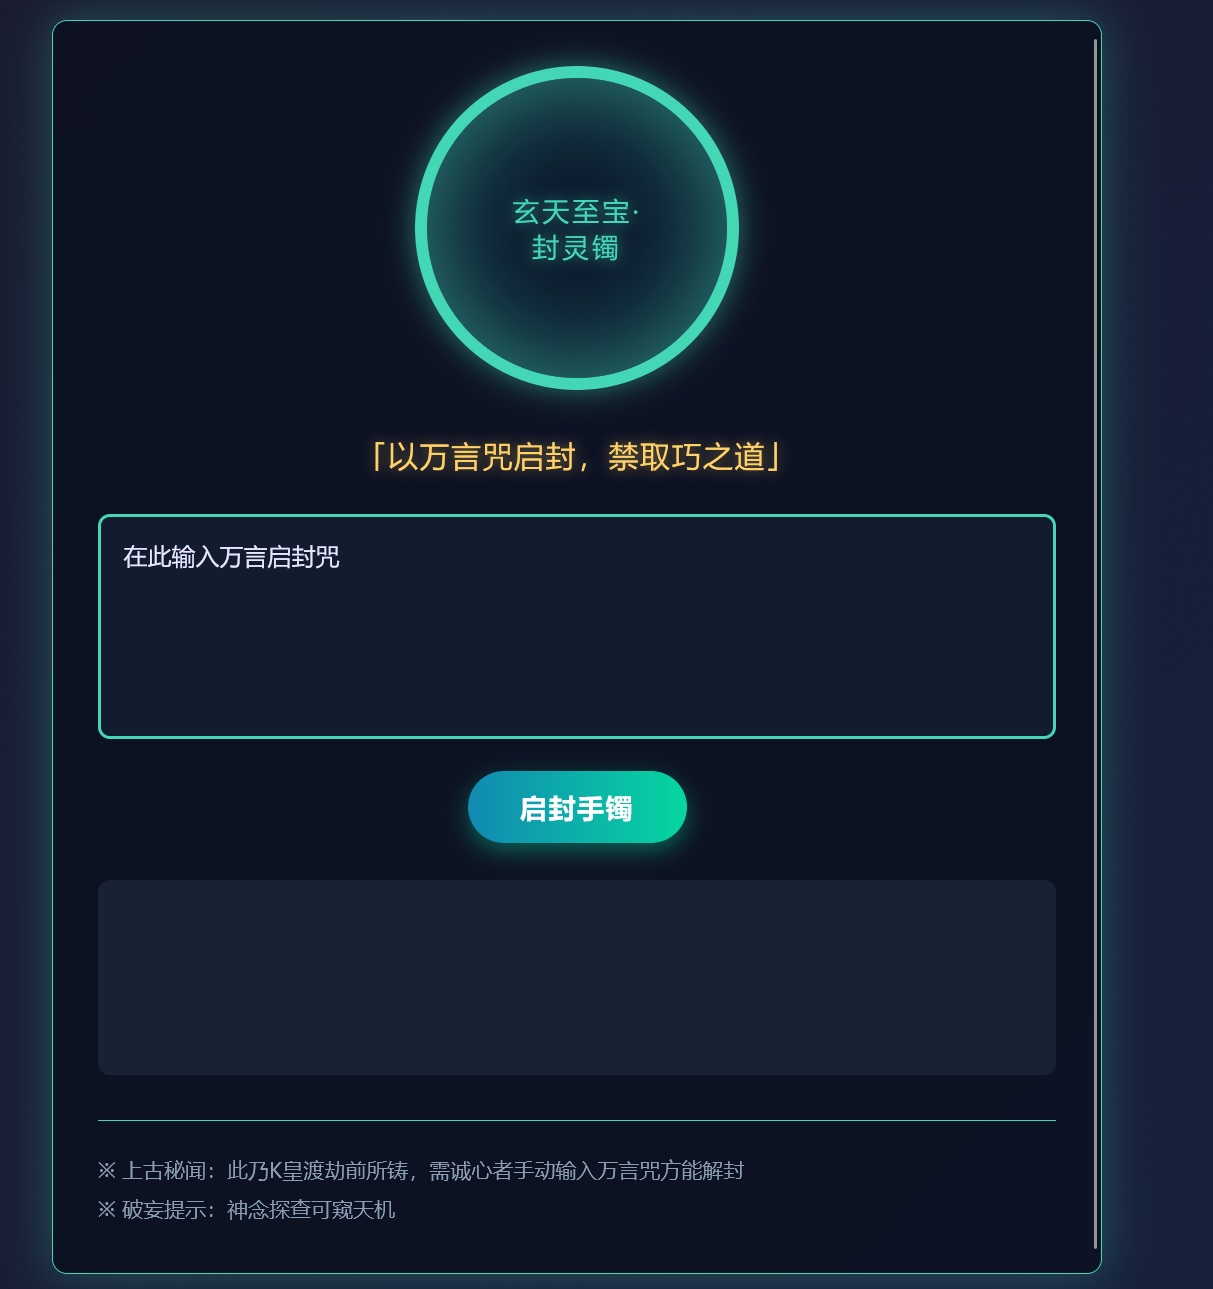 玄天至宝·
封灵镯
「以万言咒启封，禁取巧之道」
在此输入万言启封咒
启封手镯
※ 上古秘闻：此乃K皇渡劫前所铸，需诚心者手动输入万言咒方能解封
※ 破妄提示：神念探查可窥天机